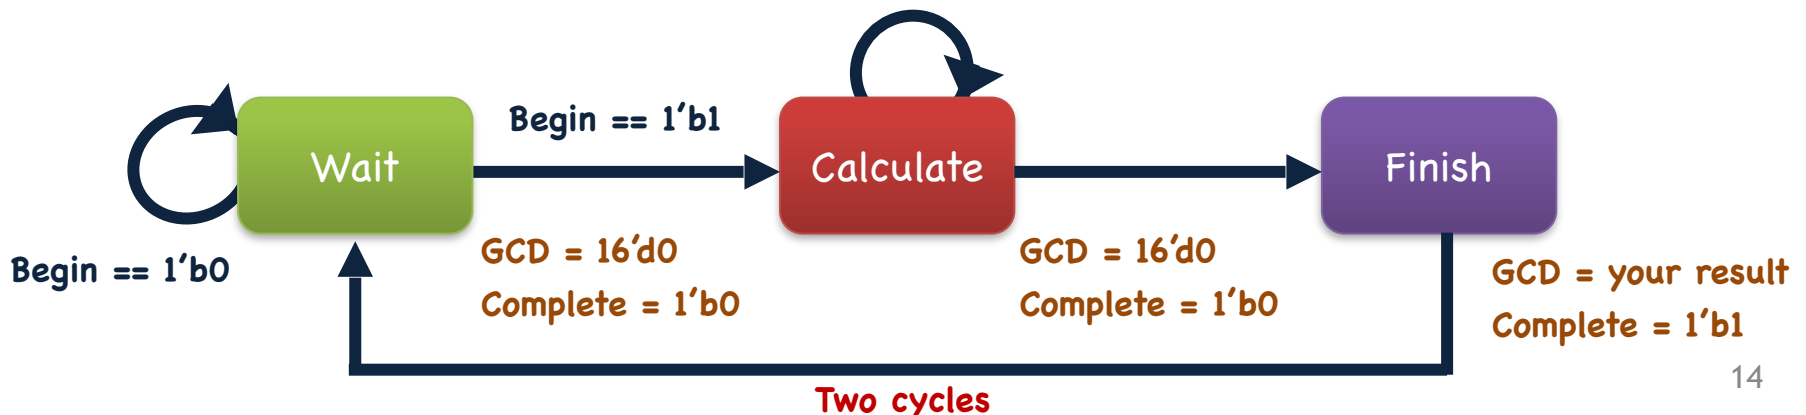 Begin == 1'b1
Wait
Calculate
Finish
Begin == 1'b0
GCD = 16'd0
Complete = 1'b0
GCD = 16'd0
Complete = 1'b0
GCD = your result
Complete = 1'b1
Two cycles
14